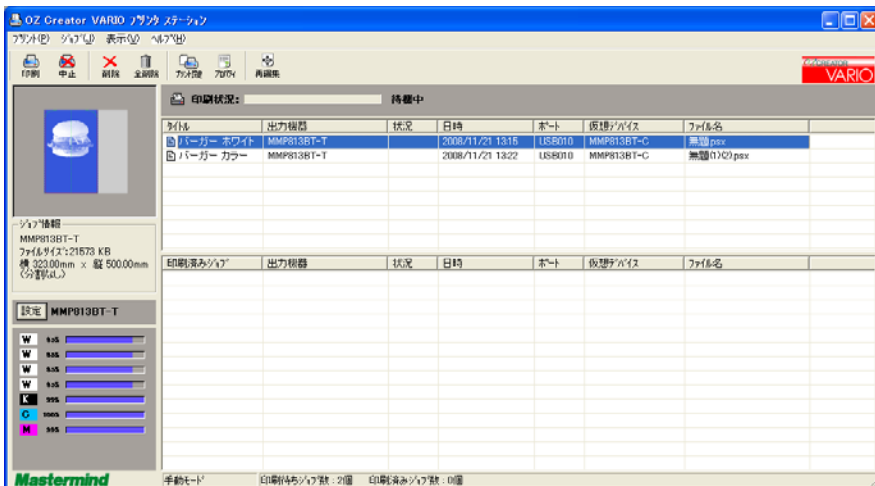 OZ Creator VARIO プリンタ ステーション
プリント(P) ジョブ(J) 表示(V) ヘルプ(H)
印刷 中止 削除 全削除 プロパティ 再編集
VARIO
印刷状況: 待機中
タイトル 出力機器 状況 日時 ポート 仮想デバイス ファイル名
バーガー ホワイト MMP813BT-T 2008/11/21 13:15 USB010 MMP813BT-C 無題.psx
バーガー カラー MMP813BT-T 2008/11/21 13:22 USB010 MMP813BT-C 無題(1)(2).psx
ジョブ情報
MMP813BT-T
ファイルサイズ:21573 KB
横 323.00mm × 縦 500.00mm
(分割なし)
印刷済みジョブ 出力機器 状況 日時 ポート 仮想デバイス ファイル名
設定 MMP813BT-T
W
W
W
W
K 99%
C 100%
M 99%
Mastermind
手動モード 印刷待ちジョブ数:2個 印刷済みジョブ数:0個